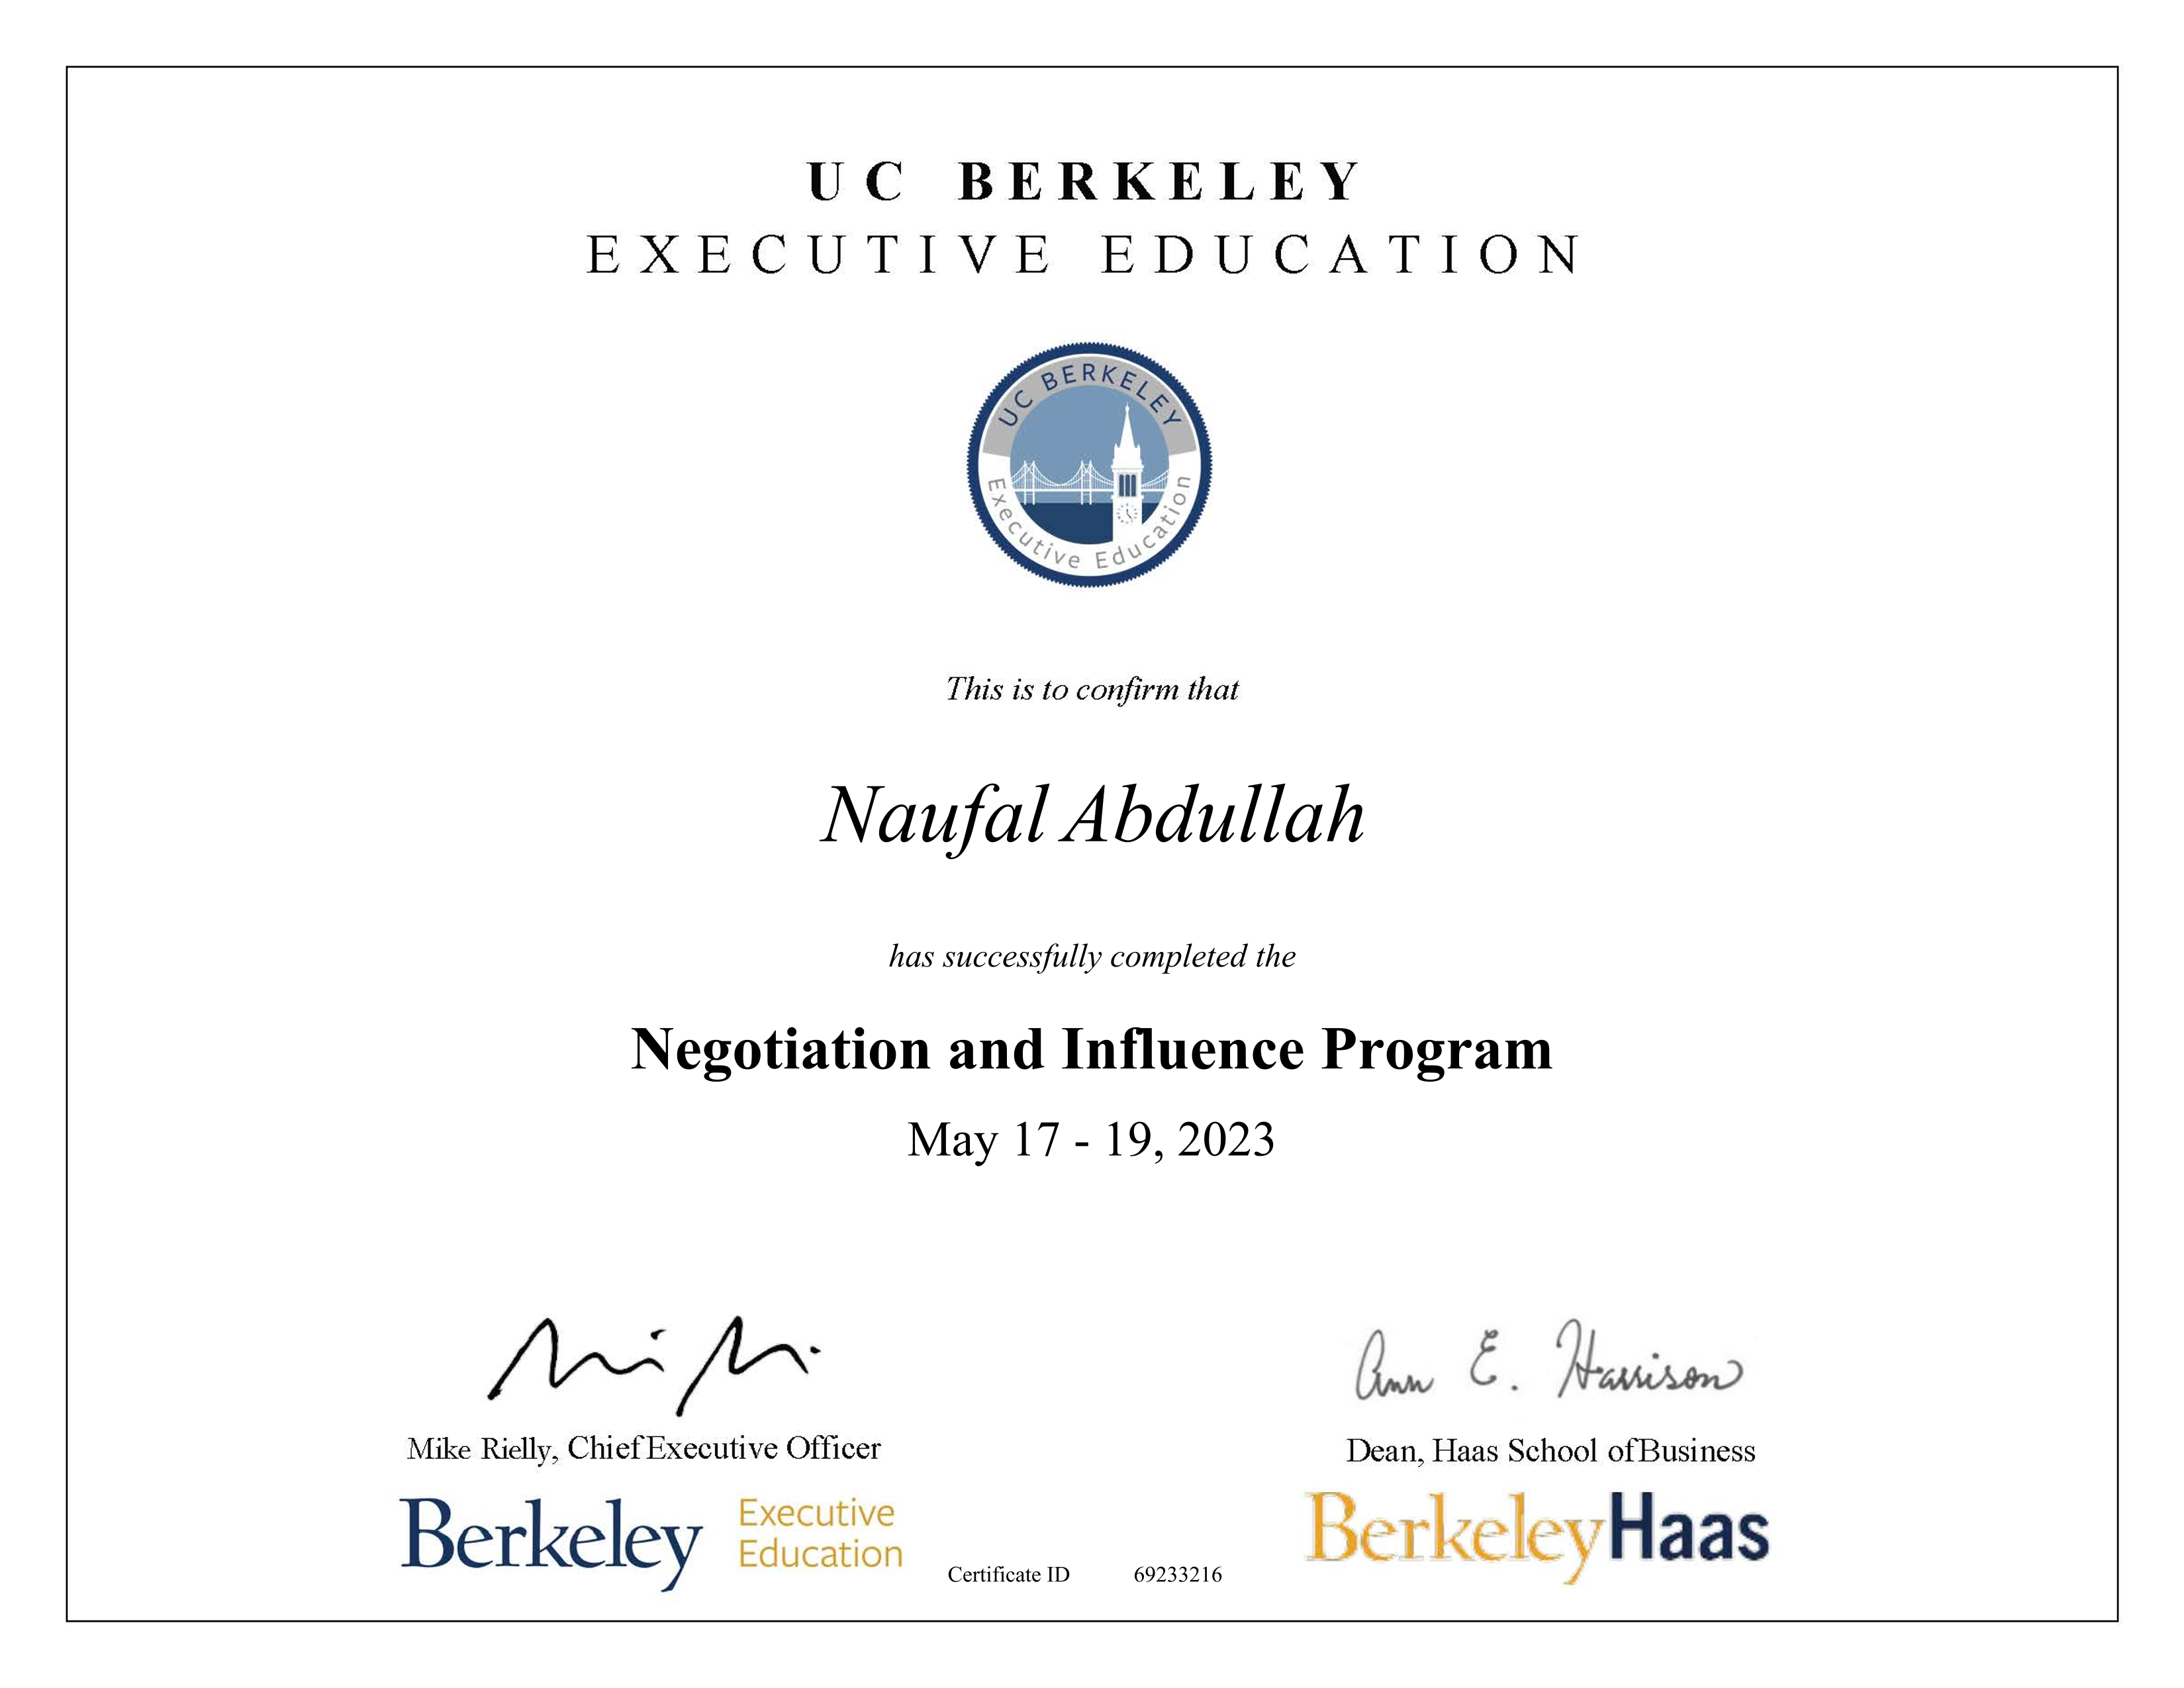 UC BERKELEY
EXECUTIVE EDUCATION
UC BERKELEY
Executive Education
This is to confirm that
Naufal Abdullah
has successfully completed the
Negotiation and Influence Program
May 17 - 19, 2023
Ann E. Harrison
Mike Rielly, Chief Executive Officer
Dean, Haas School of Business
Berkeley Executive Education
BerkeleyHaas
Certificate ID 69233216